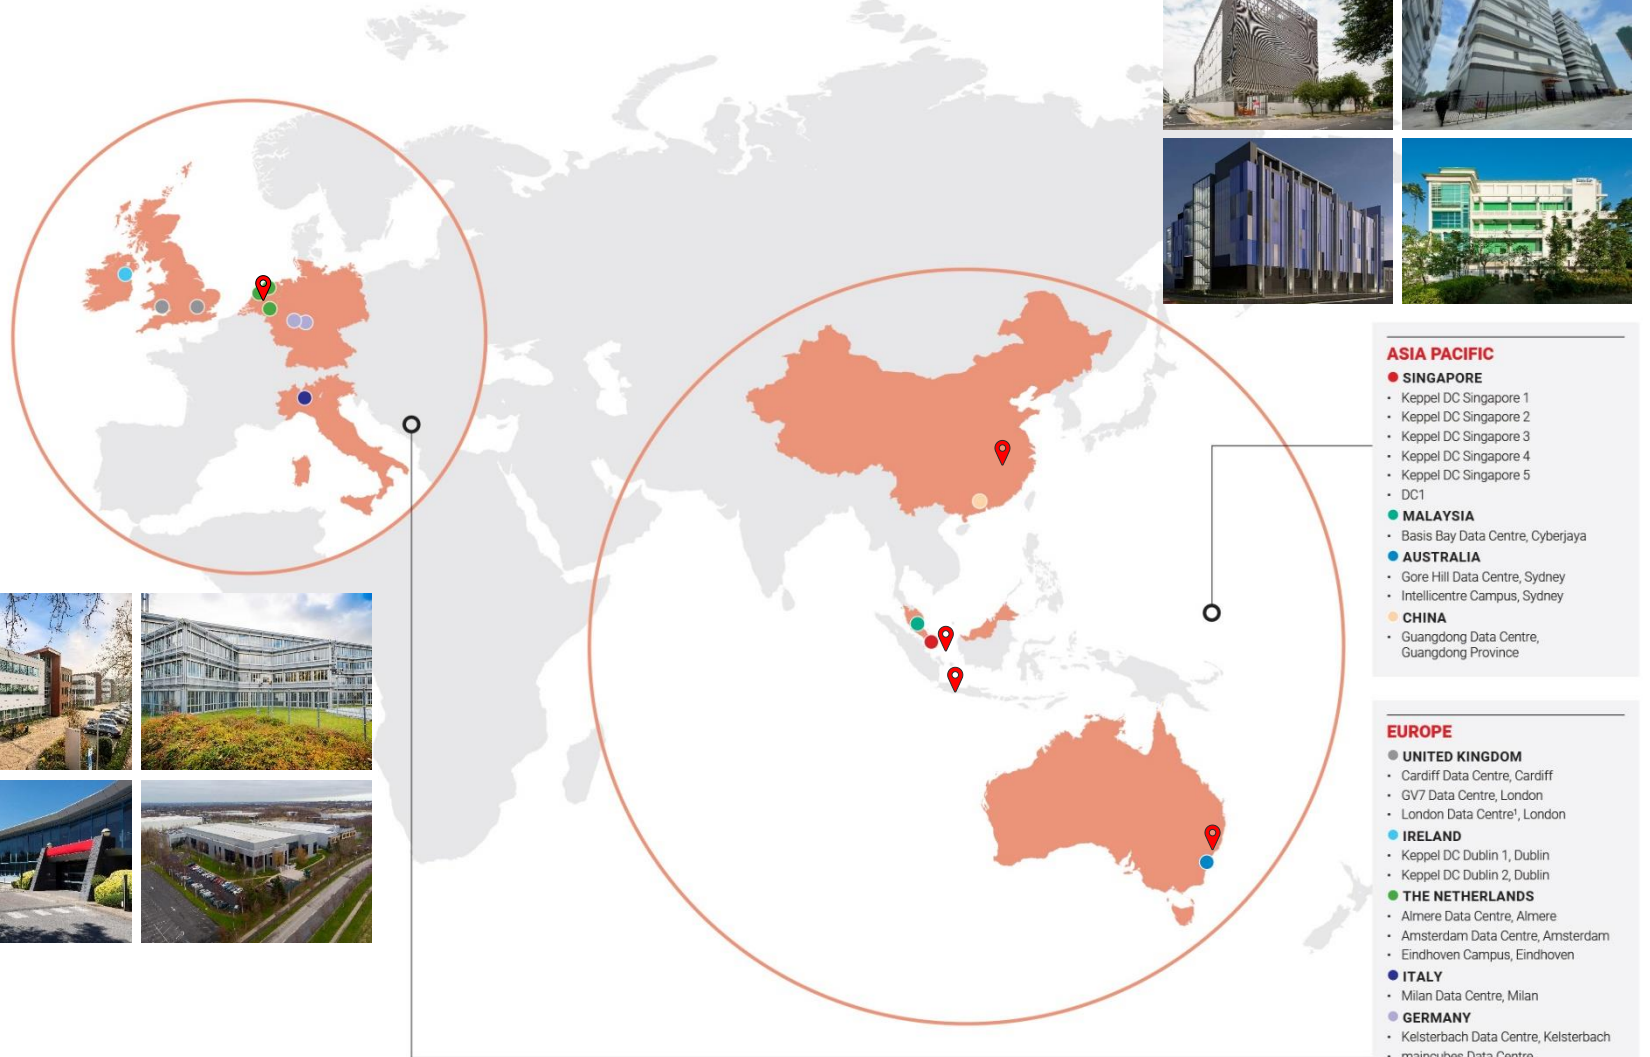 ASIA PACIFIC
SINGAPORE
• Keppel DC Singapore 1
• Keppel DC Singapore 2
• Keppel DC Singapore 3
• Keppel DC Singapore 4
• Keppel DC Singapore 5
• DC1
MALAYSIA
• Basis Bay Data Centre, Cyberjaya
AUSTRALIA
• Gore Hill Data Centre, Sydney
• Intellicentre Campus, Sydney
CHINA
• Guangdong Data Centre,
Guangdong Province
EUROPE
UNITED KINGDOM
• Cardiff Data Centre, Cardiff
• GV7 Data Centre, London
• London Data Centre¹, London
IRELAND
• Keppel DC Dublin 1, Dublin
• Keppel DC Dublin 2, Dublin
THE NETHERLANDS
• Almere Data Centre, Almere
• Amsterdam Data Centre, Amsterdam
• Eindhoven Campus, Eindhoven
ITALY
• Milan Data Centre, Milan
GERMANY
• Kelsterbach Data Centre, Kelsterbach
• maincubes Data Centre